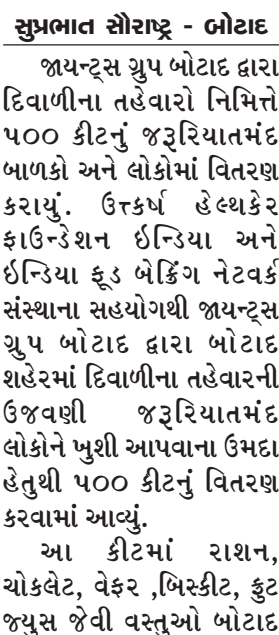 સુપ્રભાત સૌરાષ્ટ્ર - બોટાદ
જાયન્ટ્સ ગ્રુપ બોટાદ દ્વારા
દિવાળીના તહેવારો નિમિત્તે
૫૦૦ કીટનું જરૂરિયાતમંદ
બાળકો અને લોકોમાં વિતરણ
કરાયું. ઉત્કર્ષ હેલ્થકેર
ફાઉન્ડેશન ઇન્ડિયા અને
ઇન્ડિયા ફૂડ બેકિંગ નેટવર્ક
સંસ્થાના સહયોગથી જાયન્ટ્સ
ગ્રુપ બોટાદ દ્વારા બોટાદ
શહેરમાં દિવાળીના તહેવારની
ઉજવણી જરૂરિયાતમંદ
લોકોને ખુશી આપવાના ઉમદા
હેતુથી ૫૦૦ કીટનું વિતરણ
કરવામાં આવ્યું.
આ કીટમાં રાશન,
ચોકલેટ, વેફર ,બિસ્કીટ, ફ્રુટ
જ્યુસ જેવી વસ્તુઓ બોટાદ